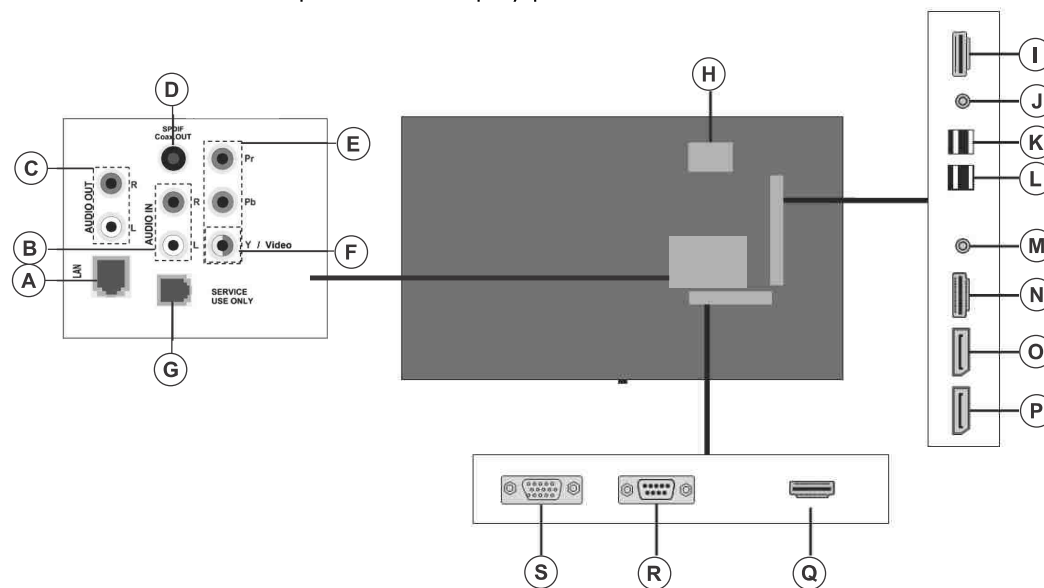 D
SPDIF
Coax.OUT
C
E
AUDIO OUT
R
L
AUDIO IN
R
L
Pr
Pb
Y / Video
B
F
A
LAN
SERVICE
USE ONLY
G
H
I
J
K
L
M
N
O
P
S
R
Q